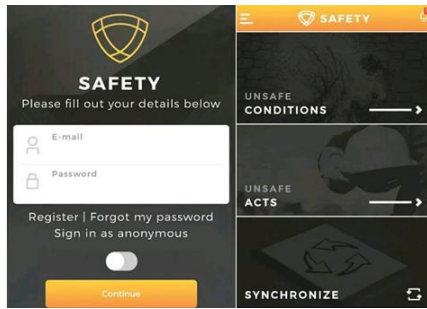 SAFETY
Please fill out your details below
E-mail
Password
Register | Forgot my password
Sign in as anonymous
Continue
SAFETY
UNSAFE
CONDITIONS
UNSAFE
ACTS
SYNCHRONIZE